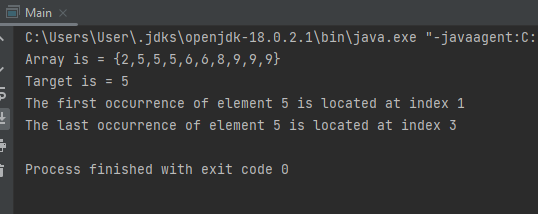 Main
C:\Users\User\.jdks\openjdk-18.0.2.1\bin\java.exe "-javaagent:C:
Array is = {2,5,5,5,6,6,8,9,9,9}
Target is = 5
The first occurrence of element 5 is located at index 1
The last occurrence of element 5 is located at index 3
Process finished with exit code 0